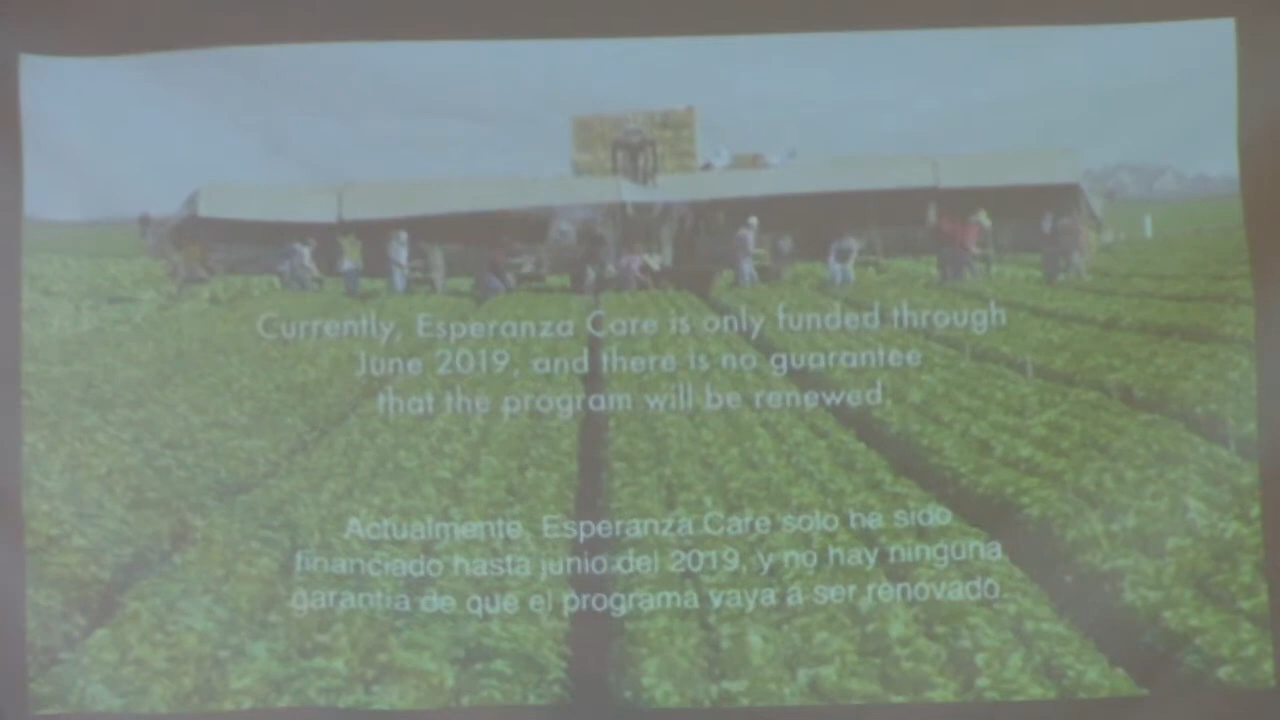 Currently, Esperanza Care is only funded through
June 2019, and there is no guarantee
that the program will be renewed.
Actualmente, Esperanza Care solo ha sido
financiado hasta junio del 2019, y no hay ninguna
garantía de que el programa vaya a ser renovado.